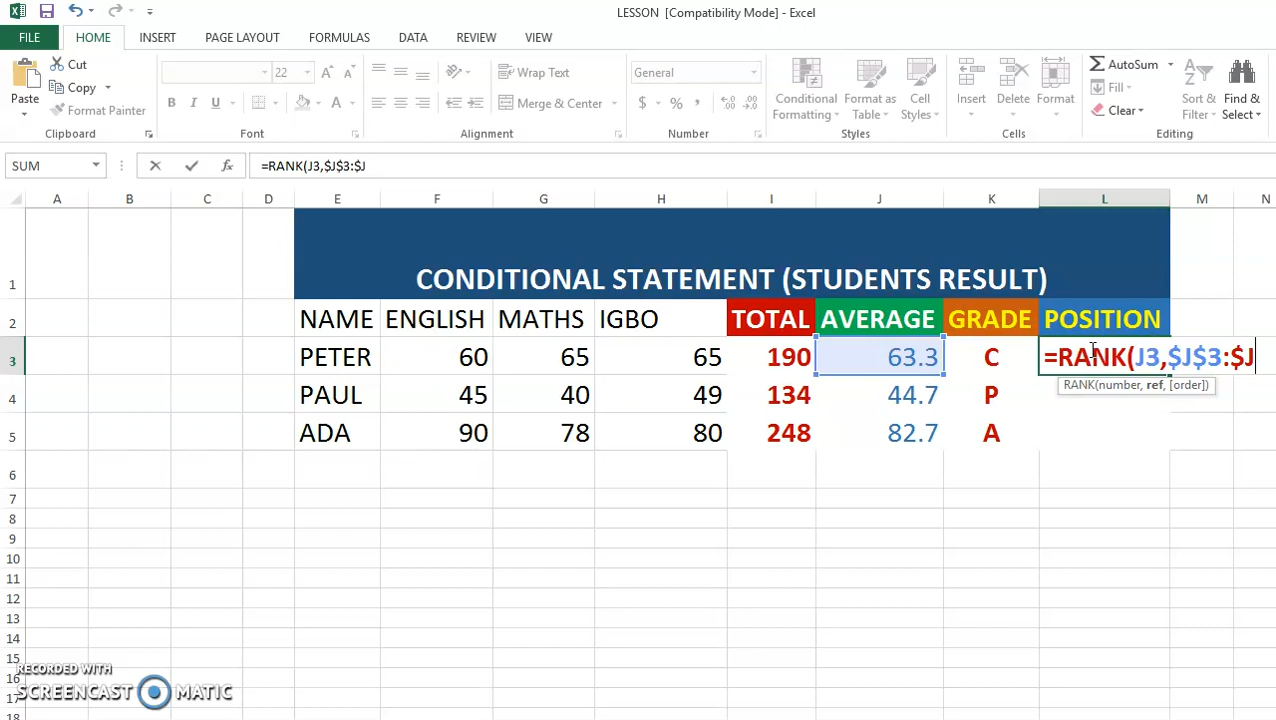 LESSON [Compatibility Mode] - Excel
FILE HOME INSERT PAGE LAYOUT FORMULAS DATA REVIEW VIEW
Cut
Copy
Format Painter
Paste
Clipboard
22 A A
B I U A
Font
Wrap Text
Merge & Center
Alignment
General
$ % ,
Number
Conditional Formatting
Format as Table
Cell Styles
Styles
Insert Delete Format
Cells
AutoSum
Fill
Clear
Sort & Filter
Find & Select
Editing
SUM fx =RANK(J3,$J$3:$J
A B C D E F G H I J K L M N
1 CONDITIONAL STATEMENT (STUDENTS RESULT)
2 NAME ENGLISH MATHS IGBO TOTAL AVERAGE GRADE POSITION
3 PETER 60 65 65 190 63.3 C =RANK(J3,$J$3:$J
RANK(number, ref, [order])
4 PAUL 45 40 49 134 44.7 P
5 ADA 90 78 80 248 82.7 A
6
7
8
9
10
11
12
13
14
15
RECORDED WITH
16
SCREENCAST MATIC
17
18